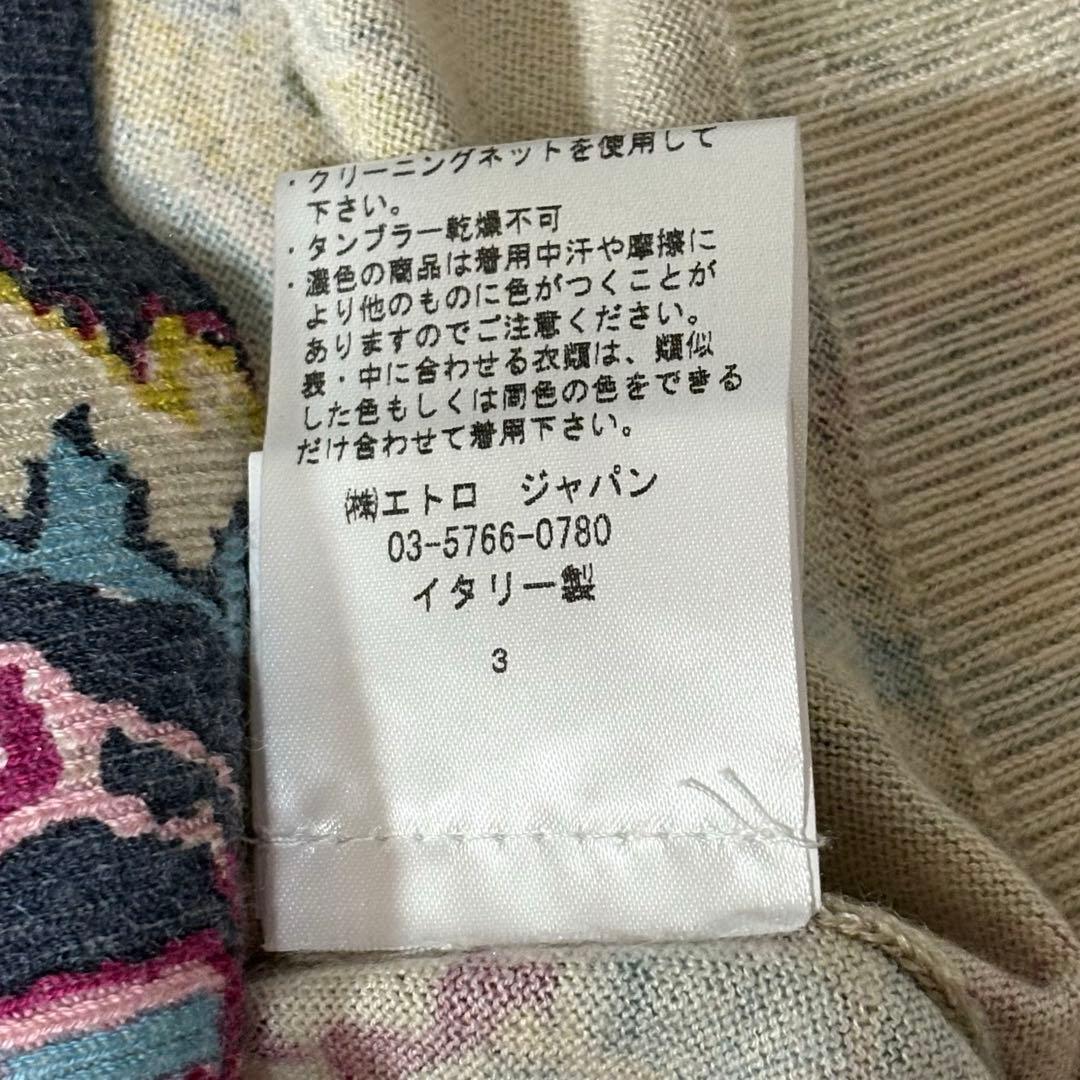 ・クリーニングネットを使用して
下さい。
・タンブラー乾燥不可
・濃色の商品は着用中汗や摩擦に
より他のものに色がつくことが
ありますのでご注意ください。
表・中に合わせる衣類は、類似
した色もしくは同色の色をできる
だけ合わせて着用下さい。
㈱エトロ ジャパン
03-5766-0780
イタリー製
3